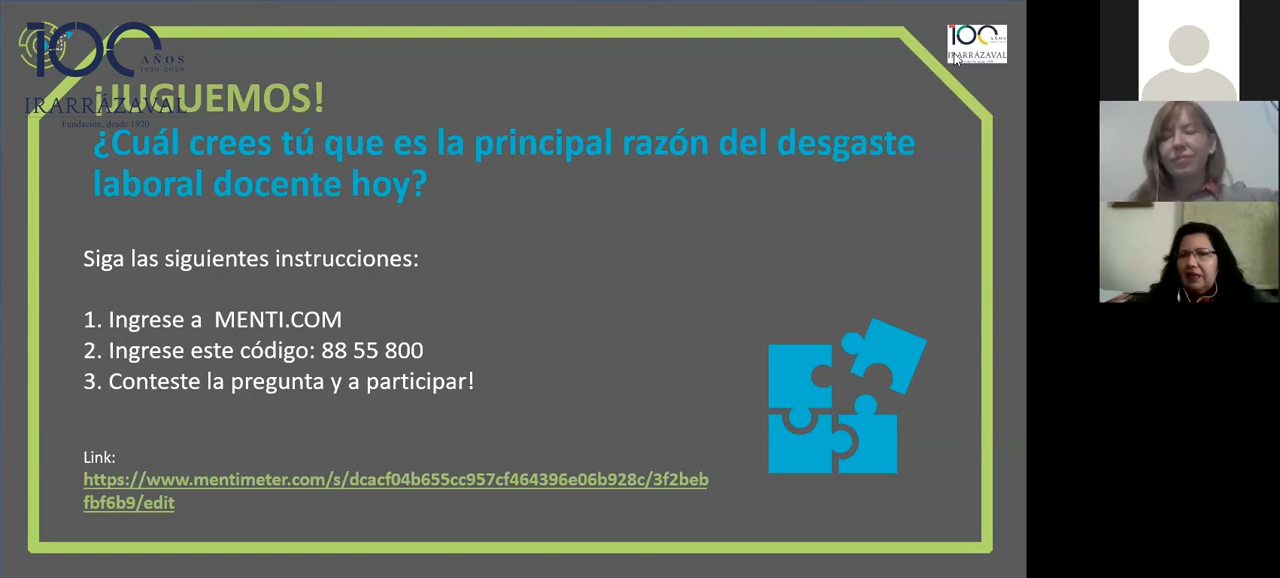 100 AÑOS
1920-2020
IRARRÁZAVAL
Fundación, desde 1920
100 AÑOS
IRARRÁZAVAL
¡JUGUEMOS!
¿Cuál crees tú que es la principal razón del desgaste
laboral docente hoy?
Siga las siguientes instrucciones:
1. Ingrese a MENTI.COM
2. Ingrese este código: 88 55 800
3. Conteste la pregunta y a participar!
Link:
https://www.mentimeter.com/s/dcacf04b655cc957cf464396e06b928c/3f2beb
fbf6b9/edit